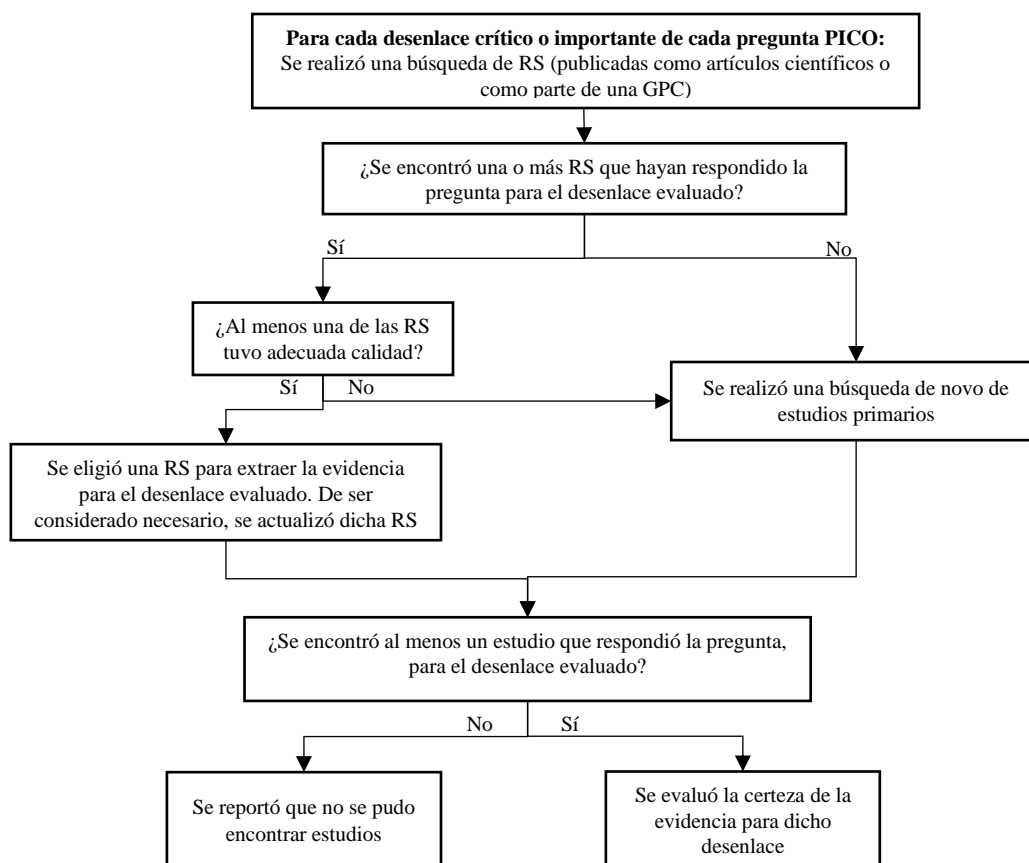 Para cada desenlace crítico o importante de cada pregunta PICO:
Se realizó una búsqueda de RS (publicadas como artículos científicos o
como parte de una GPC)
¿Se encontró una o más RS que hayan respondido la
pregunta para el desenlace evaluado?
Sí
No
¿Al menos una de las RS
tuvo adecuada calidad?
Sí
No
Se realizó una búsqueda de novo de
estudios primarios
Se eligió una RS para extraer la evidencia
para el desenlace evaluado. De ser
considerado necesario, se actualizó dicha RS
¿Se encontró al menos un estudio que respondió la pregunta,
para el desenlace evaluado?
No
Sí
Se reportó que no se pudo
encontrar estudios
Se evaluó la certeza de la
evidencia para dicho
desenlace